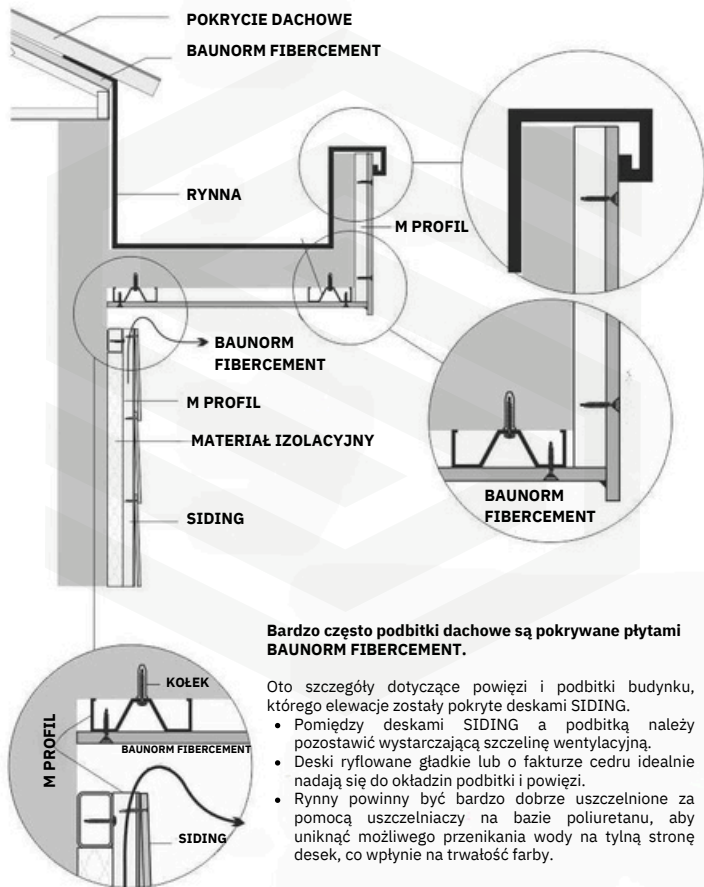 POKRYCIE DACHOWE
BAUNORM FIBERCEMENT
RYNNA
M PROFIL
BAUNORM
FIBERCEMENT
M PROFIL
MATERIAŁ IZOLACYJNY
SIDING
BAUNORM
FIBERCEMENT
KOŁEK
M PROFIL
BAUNORM FIBERCEMENT
SIDING
Bardzo często podbitki dachowe są pokrywane płytami
BAUNORM FIBERCEMENT.
Oto szczegóły dotyczące powięzi i podbitki budynku,
którego elewacje zostały pokryte deskami SIDING.
• Pomiędzy deskami SIDING a podbitką należy
pozostawić wystarczającą szczelinę wentylacyjną.
• Deski ryflowane gładkie lub o fakturze cedru idealnie
nadają się do okładzin podbitki i powięzi.
• Rynny powinny być bardzo dobrze uszczelnione za
pomocą uszczelniaczy na bazie poliuretanu, aby
uniknąć możliwego przenikania wody na tylną stronę
desek, co wpłynie na trwałość farby.